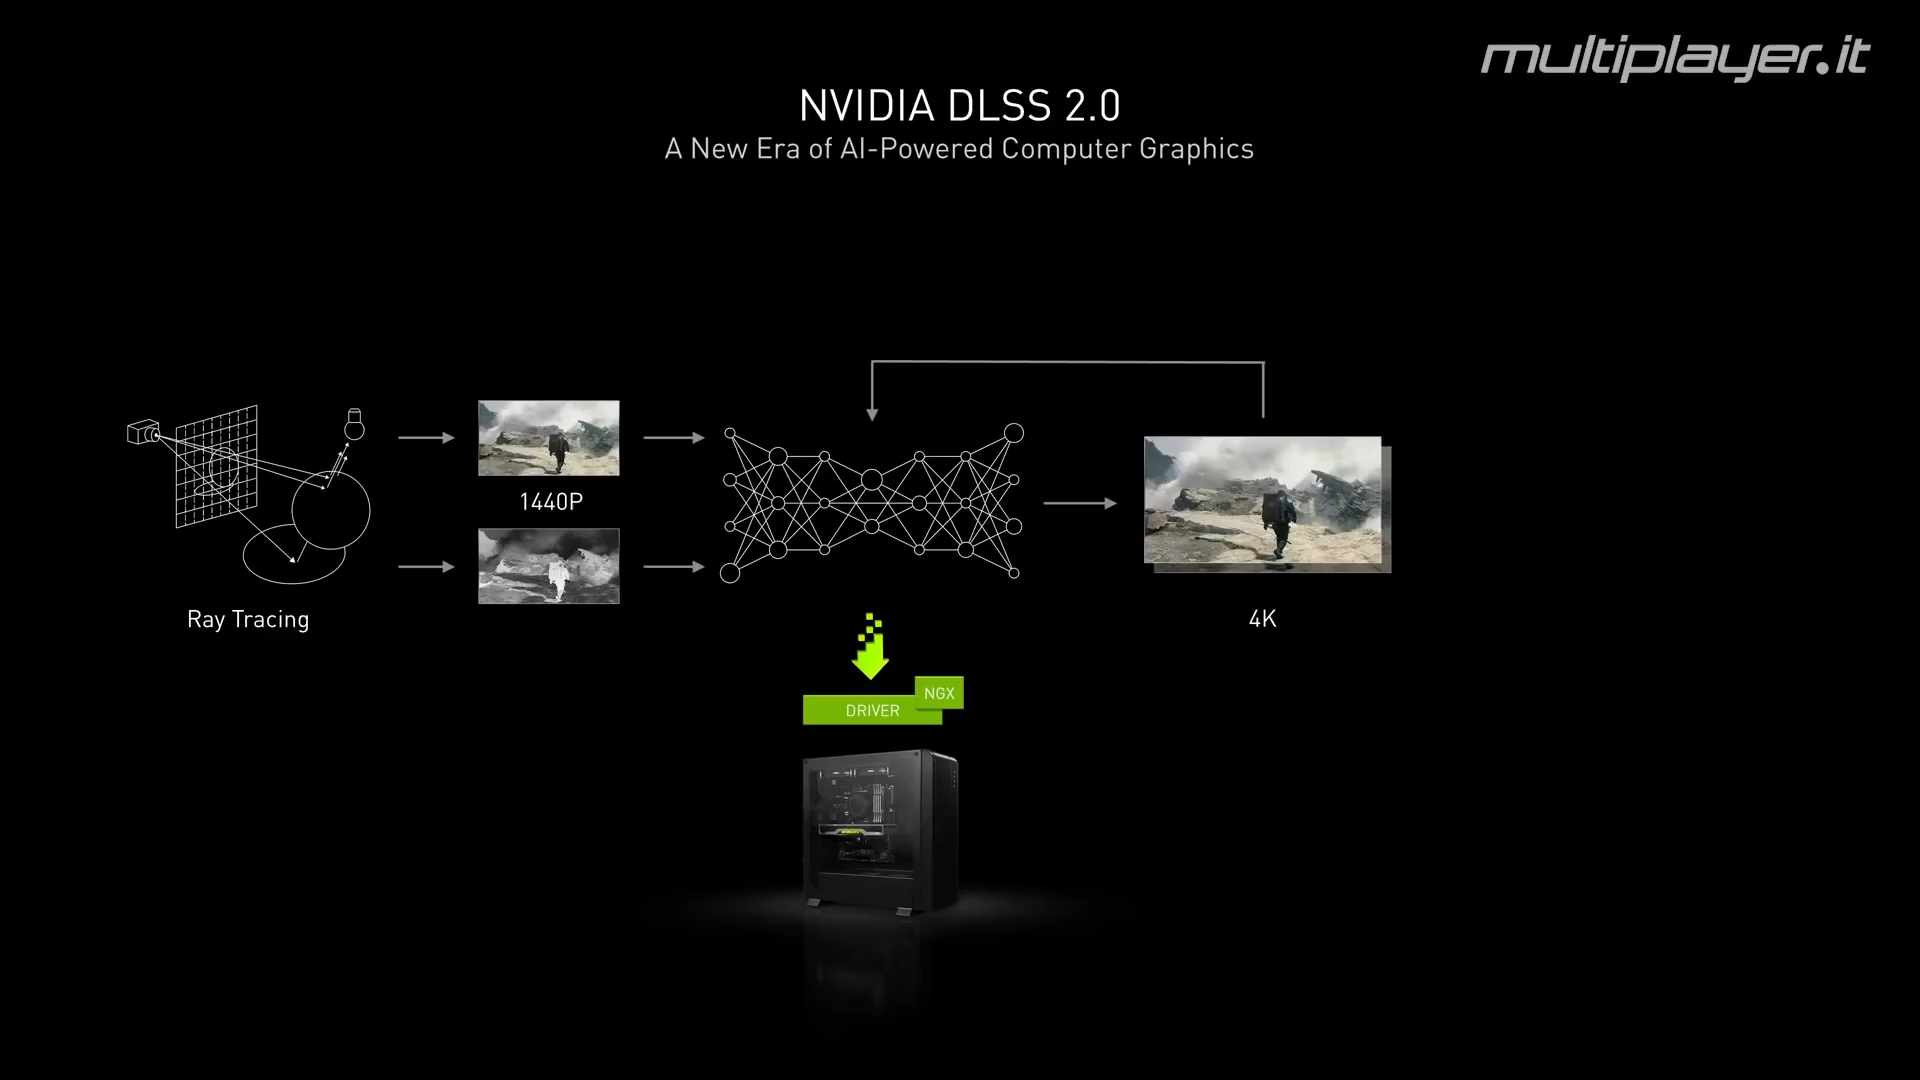 multiplayer.it
NVIDIA DLSS 2.0
A New Era of AI-Powered Computer Graphics
1440P
Ray Tracing
4K
NGX
DRIVER